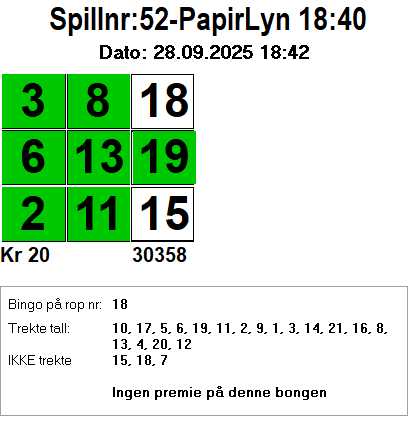 Spillnr:52-PapirLyn 18:40
Dato: 28.09.2025 18:42
3 8 18
6 13 19
2 11 15
Kr 20 30358
Bingo på rop nr: 18
Trekte tall: 10, 17, 5, 6, 19, 11, 2, 9, 1, 3, 14, 21, 16, 8,
13, 4, 20, 12
IKKE trekte 15, 18, 7
Ingen premie på denne bongen